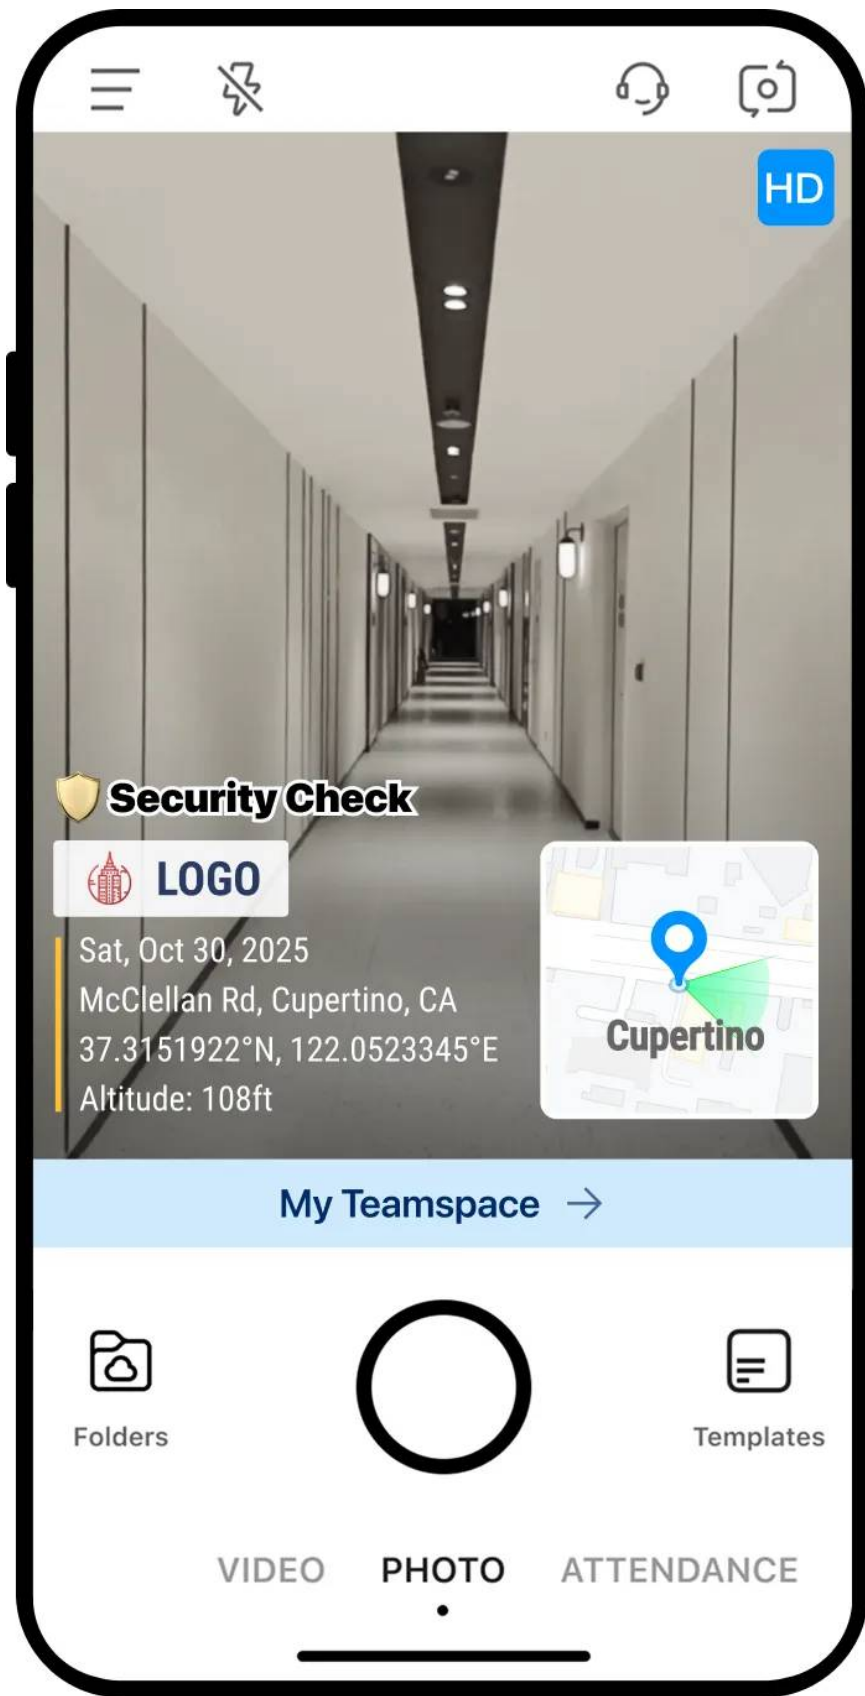 HD
Security Check
LOGO
Sat, Oct 30, 2025
McClellan Rd, Cupertino, CA
37.3151922°N, 122.0523345°E
Altitude: 108ft
Cupertino
My Teamspace →
Folders
Templates
VIDEO PHOTO ATTENDANCE